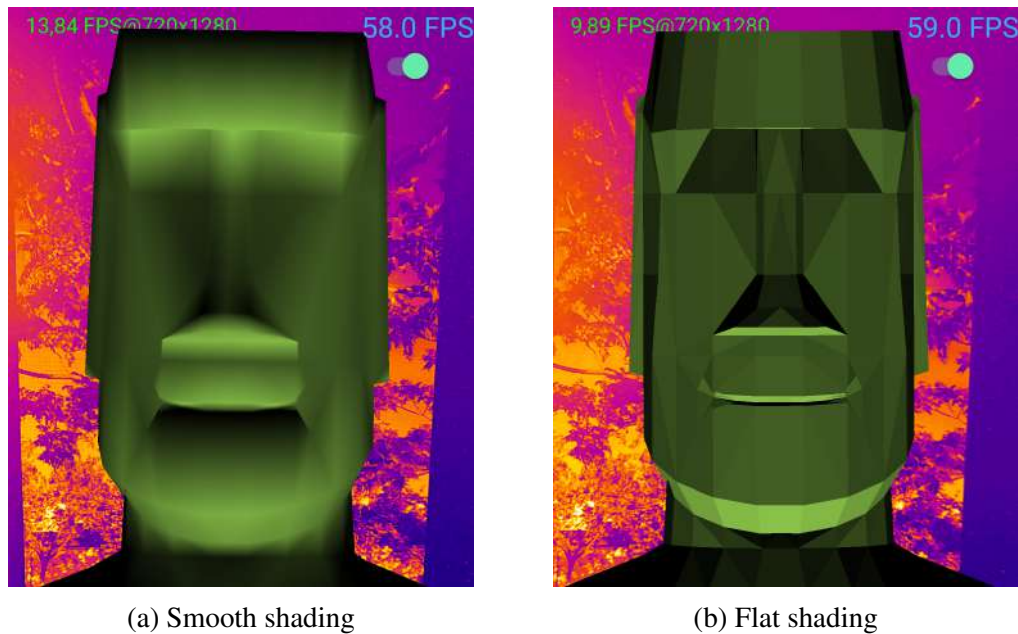 13,84 FPS@720x1280
58.0 FPS
9,89 FPS@720x1280
59.0 FPS
(a) Smooth shading
(b) Flat shading